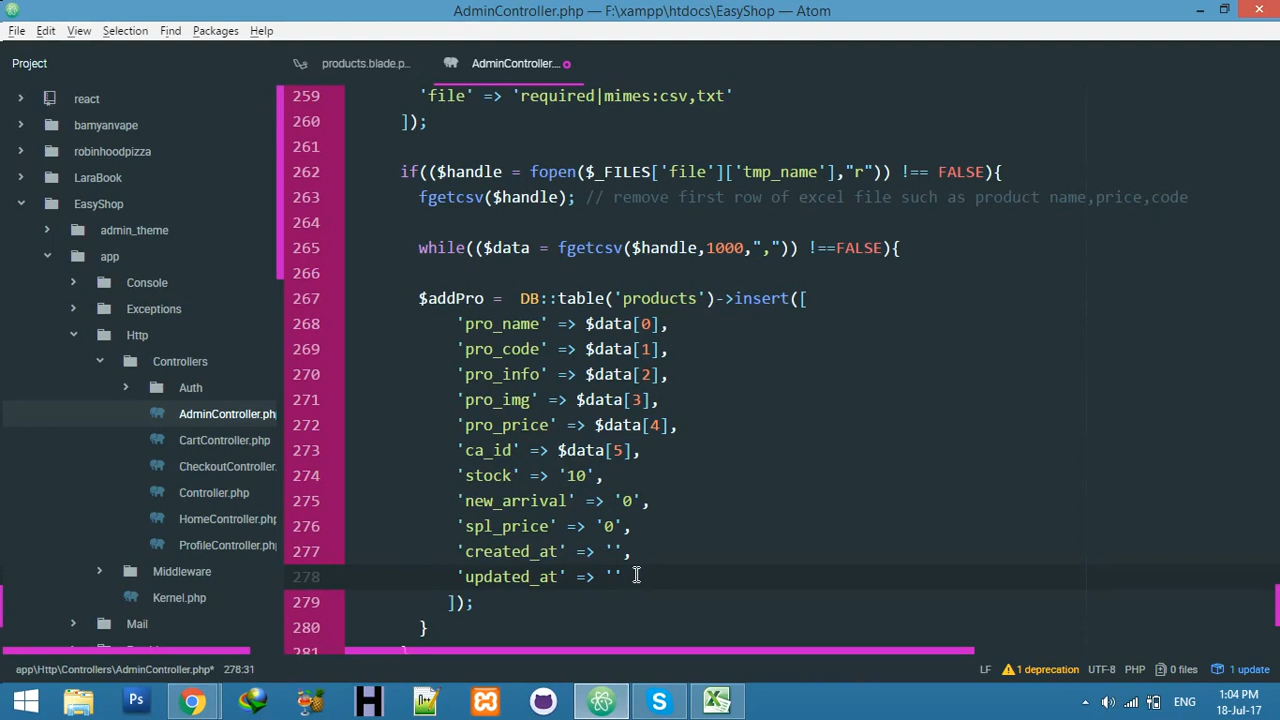 AdminController.php — F:\xampp\htdocs\EasyShop — Atom
File Edit View Selection Find Packages Help
Project
products.blade.p...
AdminController....
react
bamyanvape
robinhoodpizza
LaraBook
EasyShop
admin_theme
app
Console
Exceptions
Http
Controllers
Auth
AdminController.ph
CartController.php
CheckoutController.
Controller.php
HomeController.php
ProfileController.ph
Middleware
Kernel.php
Mail
259 'file' => 'required|mimes:csv,txt'
260 ]);
261
262 if(($handle = fopen($_FILES['file']['tmp_name'],"r")) !== FALSE){
263 fgetcsv($handle); // remove first row of excel file such as product name,price,code
264
265 while(($data = fgetcsv($handle,1000,",")) !==FALSE){
266
267 $addPro = DB::table('products')->insert([
268 'pro_name' => $data[0],
269 'pro_code' => $data[1],
270 'pro_info' => $data[2],
271 'pro_img' => $data[3],
272 'pro_price' => $data[4],
273 'ca_id' => $data[5],
274 'stock' => '10',
275 'new_arrival' => '0',
276 'spl_price' => '0',
277 'created_at' => '',
278 'updated_at' => ''
279 ]);
280 }
281 }
app\Http\Controllers\AdminController.php* 278:31
LF 1 deprecation UTF-8 PHP 0 files 1 update
Ps
H
S
ENG
1:04 PM
18-Jul-17